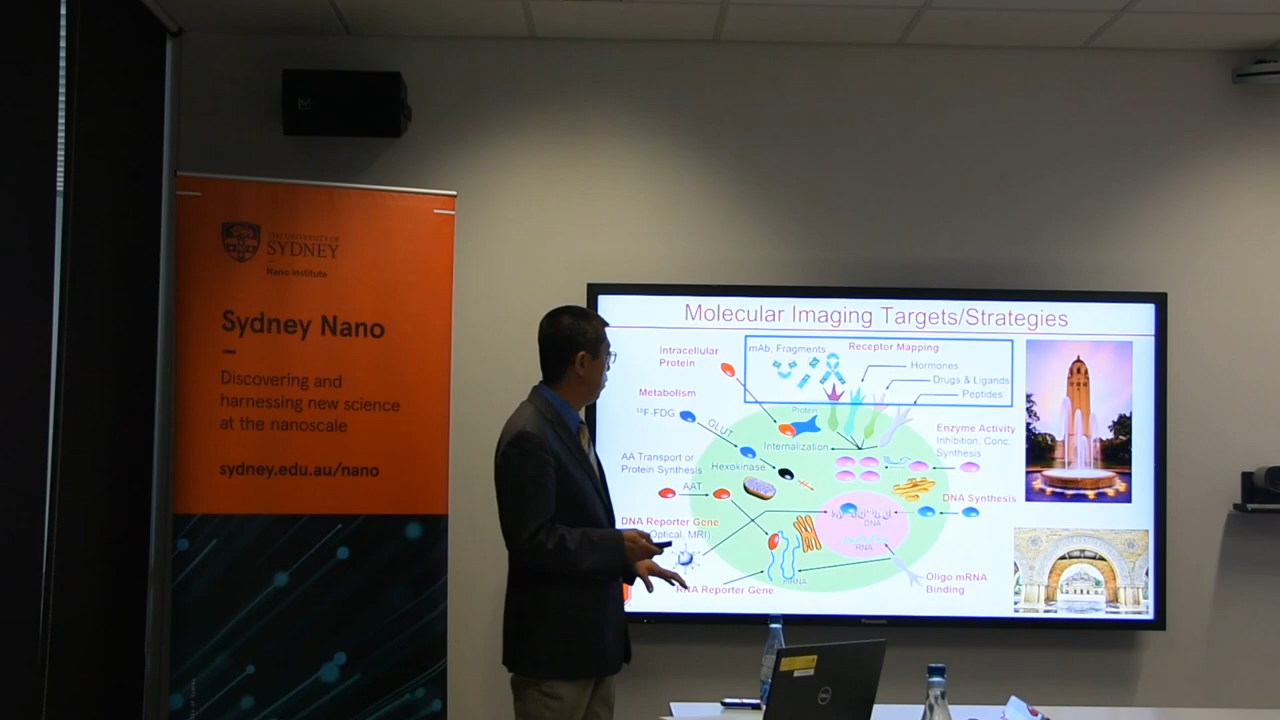 THE UNIVERSITY OF
SYDNEY
Nano Institute
Sydney Nano
Discovering and
harnessing new science
at the nanoscale
sydney.edu.au/nano
Molecular Imaging Targets/Strategies
Intracellular
Protein
mAb, Fragments
Receptor Mapping
Hormones
Drugs & Ligands
Peptides
Metabolism
18F-FDG
GLUT
Protein
Internalization
Enzyme Activity
Inhibition, Conc.
Synthesis
AA Transport or
Protein Synthesis
Hexokinase
AAT
DNA Synthesis
DNA Reporter Gene
Optical, MRI)
DNA
RNA
mRNA
RNA Reporter Gene
Oligo mRNA
Binding
Panasonic
DELL